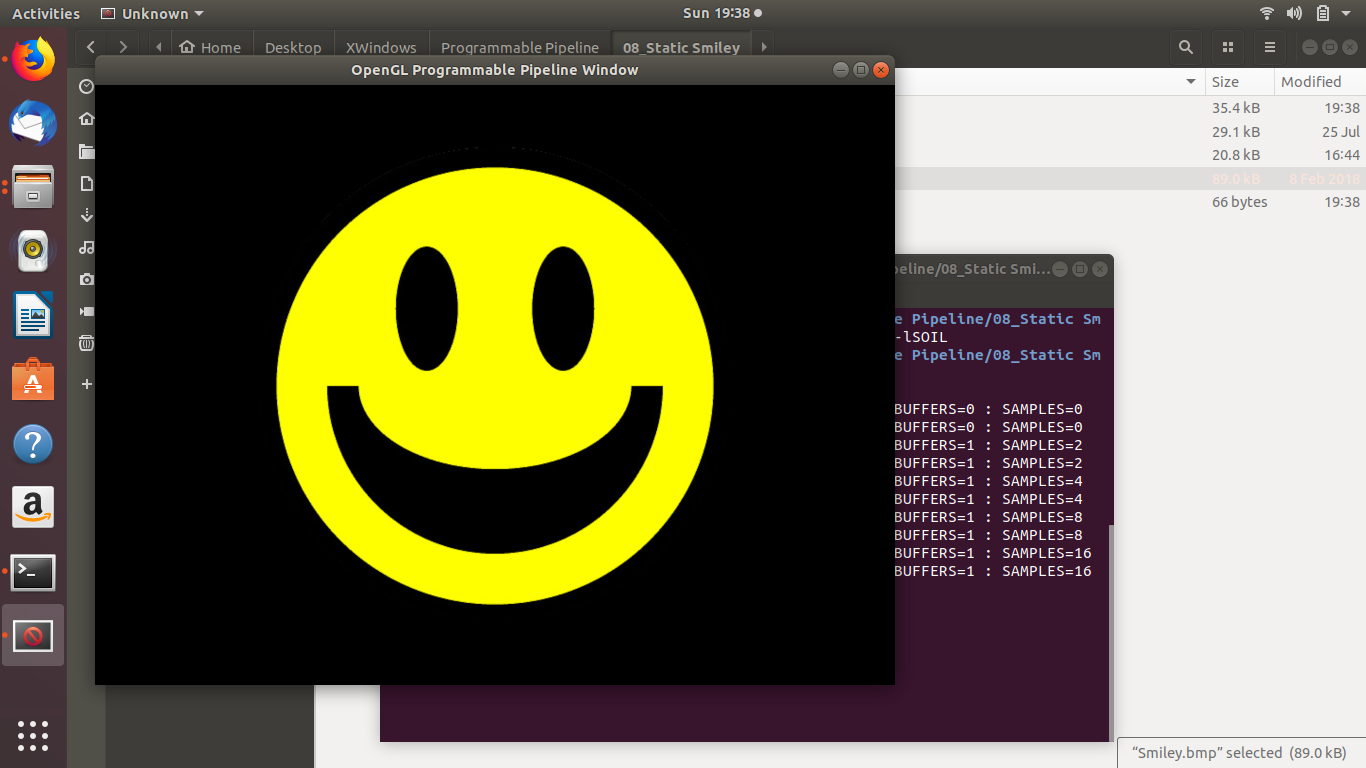 Activities Unknown Sun 19:38
Home Desktop XWindows Programmable Pipeline 08_Static Smiley
OpenGL Programmable Pipeline Window
Size Modified
35.4 kB 19:38
29.1 kB 25 Jul
20.8 kB 16:44
89.0 kB 8 Feb 2018
66 bytes 19:38
peline/08_Static Smi...
e Pipeline/08_Static Sm
-lSOIL
e Pipeline/08_Static Sm
BUFFERS=0 : SAMPLES=0
BUFFERS=0 : SAMPLES=0
BUFFERS=1 : SAMPLES=2
BUFFERS=1 : SAMPLES=2
BUFFERS=1 : SAMPLES=4
BUFFERS=1 : SAMPLES=4
BUFFERS=1 : SAMPLES=8
BUFFERS=1 : SAMPLES=8
BUFFERS=1 : SAMPLES=16
BUFFERS=1 : SAMPLES=16
“Smiley.bmp” selected (89.0 kB)